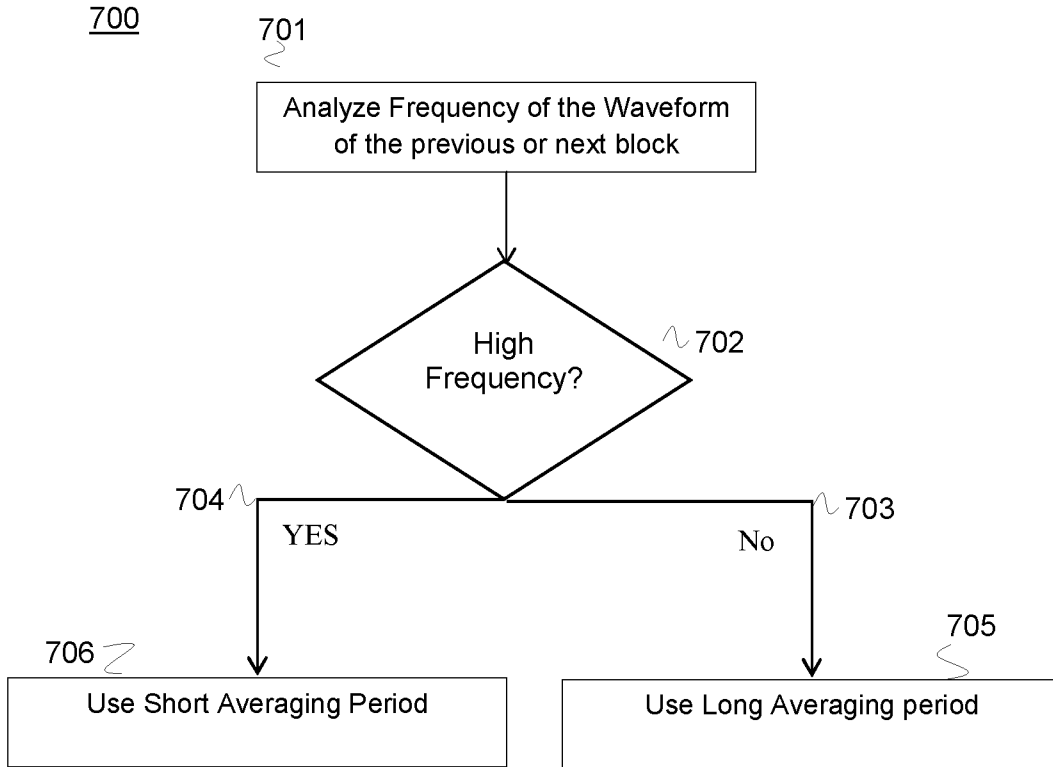 700
701
Analyze Frequency of the Waveform
of the previous or next block
High
Frequency?
702
704
YES
703
No
706
Use Short Averaging Period
705
Use Long Averaging period